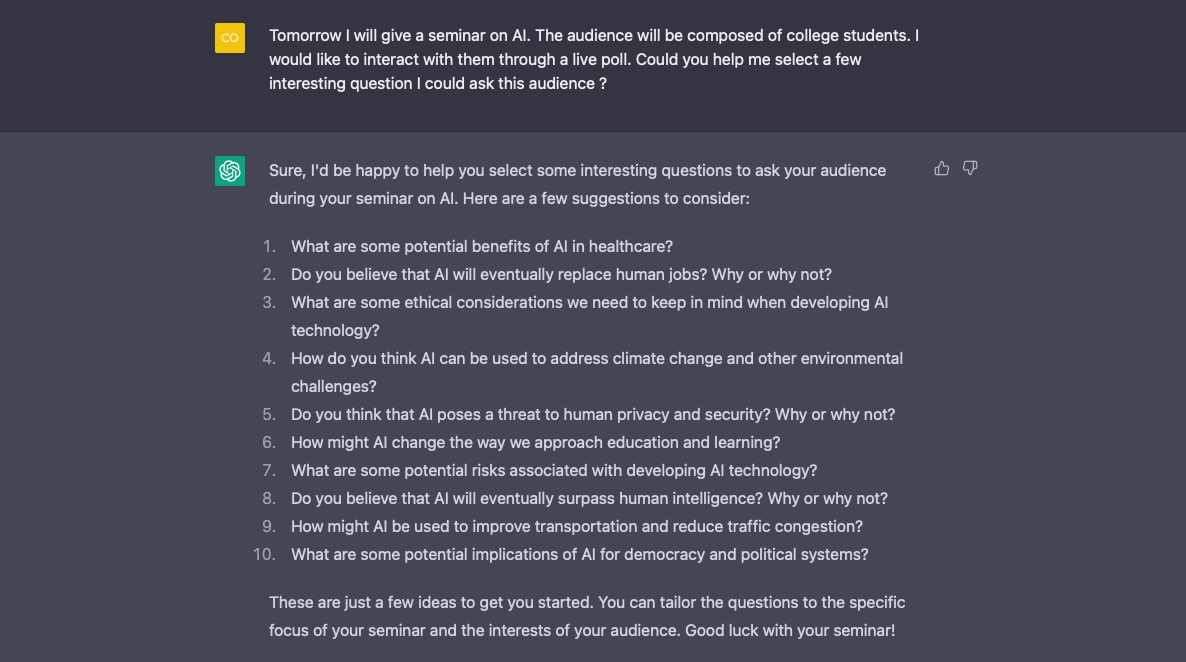 CO
Tomorrow I will give a seminar on AI. The audience will be composed of college students. I
would like to interact with them through a live poll. Could you help me select a few
interesting question I could ask this audience ?
Sure, I'd be happy to help you select some interesting questions to ask your audience
during your seminar on AI. Here are a few suggestions to consider:
1. What are some potential benefits of AI in healthcare?
2. Do you believe that AI will eventually replace human jobs? Why or why not?
3. What are some ethical considerations we need to keep in mind when developing AI
technology?
4. How do you think AI can be used to address climate change and other environmental
challenges?
5. Do you think that AI poses a threat to human privacy and security? Why or why not?
6. How might AI change the way we approach education and learning?
7. What are some potential risks associated with developing AI technology?
8. Do you believe that AI will eventually surpass human intelligence? Why or why not?
9. How might AI be used to improve transportation and reduce traffic congestion?
10. What are some potential implications of AI for democracy and political systems?
These are just a few ideas to get you started. You can tailor the questions to the specific
focus of your seminar and the interests of your audience. Good luck with your seminar!